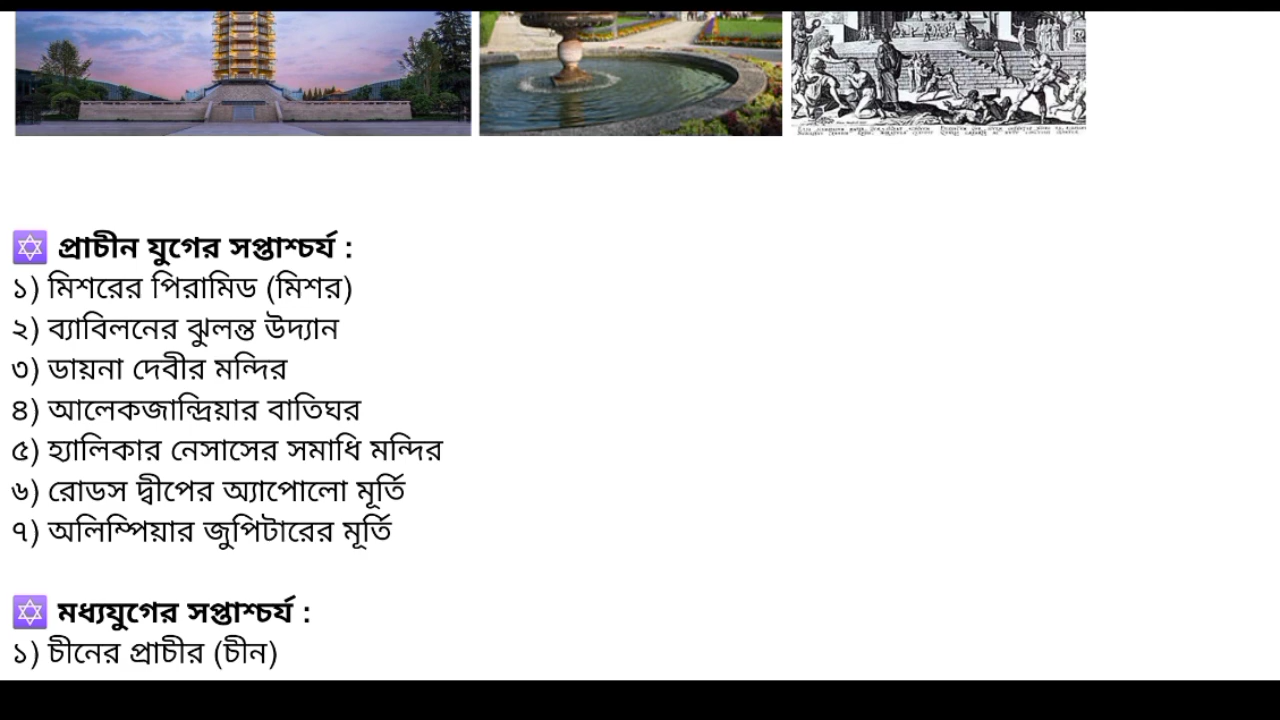 প্রাচীন যুগের সপ্তাশ্চর্য :
১) মিশরের পিরামিড (মিশর)
২) ব্যাবিলনের ঝুলন্ত উদ্যান
৩) ডায়না দেবীর মন্দির
৪) আলেকজান্দ্রিয়ার বাতিঘর
৫) হ্যালিকার নেসাসের সমাধি মন্দির
৬) রোডস দ্বীপের অ্যাপোলো মূর্তি
৭) অলিম্পিয়ার জুপিটারের মূর্তি
মধ্যযুগের সপ্তাশ্চর্য :
১) চীনের প্রাচীর (চীন)